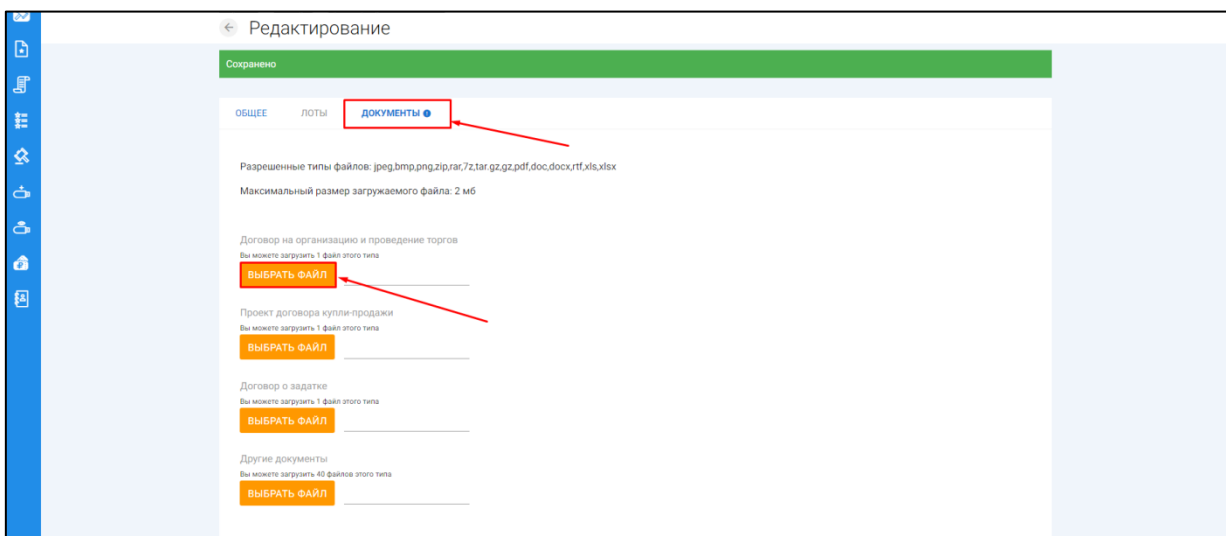 Редактирование
Сохранено
ОБЩЕЕ ЛОТЫ ДОКУМЕНТЫ
Разрешенные типы файлов: jpeg,bmp,png,zip,rar,7z,tar.gz,gz,pdf,doc,docx,rtf,xls,xlsx
Максимальный размер загружаемого файла: 2 мб
Договор на организацию и проведение торгов
Вы можете загрузить 1 файл этого типа
ВЫБРАТЬ ФАЙЛ
Проект договора купли-продажи
Вы можете загрузить 1 файл этого типа
ВЫБРАТЬ ФАЙЛ
Договор о задатке
Вы можете загрузить 1 файл этого типа
ВЫБРАТЬ ФАЙЛ
Другие документы
Вы можете загрузить 40 файлов этого типа
ВЫБРАТЬ ФАЙЛ